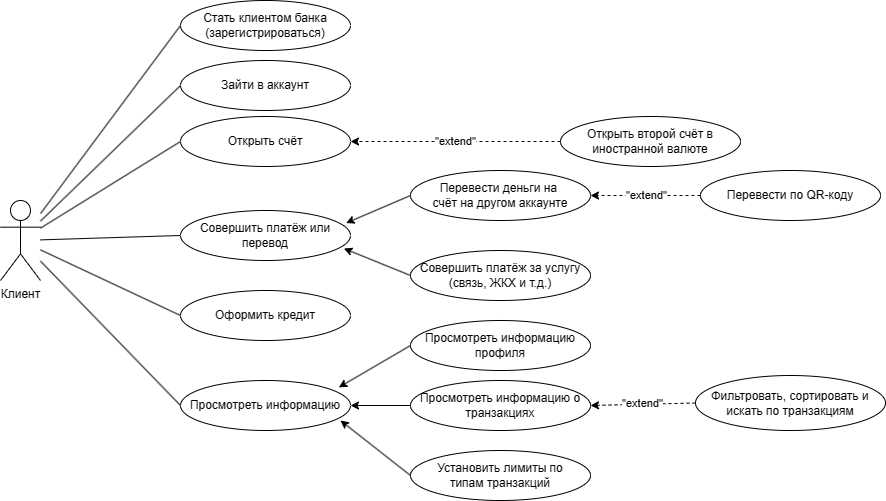 Стать клиентом банка
(зарегистрироваться)
Зайти в аккаунт
Открыть счёт
"extend"
Открыть второй счёт в
иностранной валюте
Перевести деньги на
счёт на другом аккаунте
"extend"
Перевести по QR-коду
Совершить платёж или
перевод
Совершить платёж за услугу
(связь, ЖКХ и т.д.)
Клиент
Оформить кредит
Просмотреть информацию
профиля
Просмотреть информацию
Просмотреть информацию о
транзакциях
"extend"
Фильтровать, сортировать и
искать по транзакциям
Установить лимиты по
типам транзакций